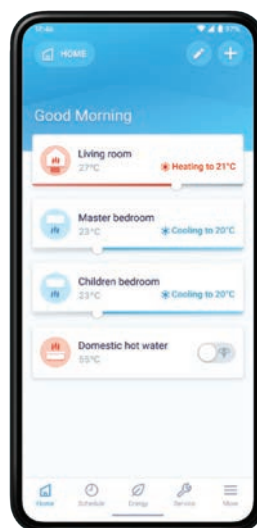 HOME
Good Morning
Living room
27°C
Heating to 21°C
Master bedroom
23°C
Cooling to 20°C
Children bedroom
23°C
Cooling to 20°C
Domestic hot water
55°C
Home
Schedule
Energy
Service
More